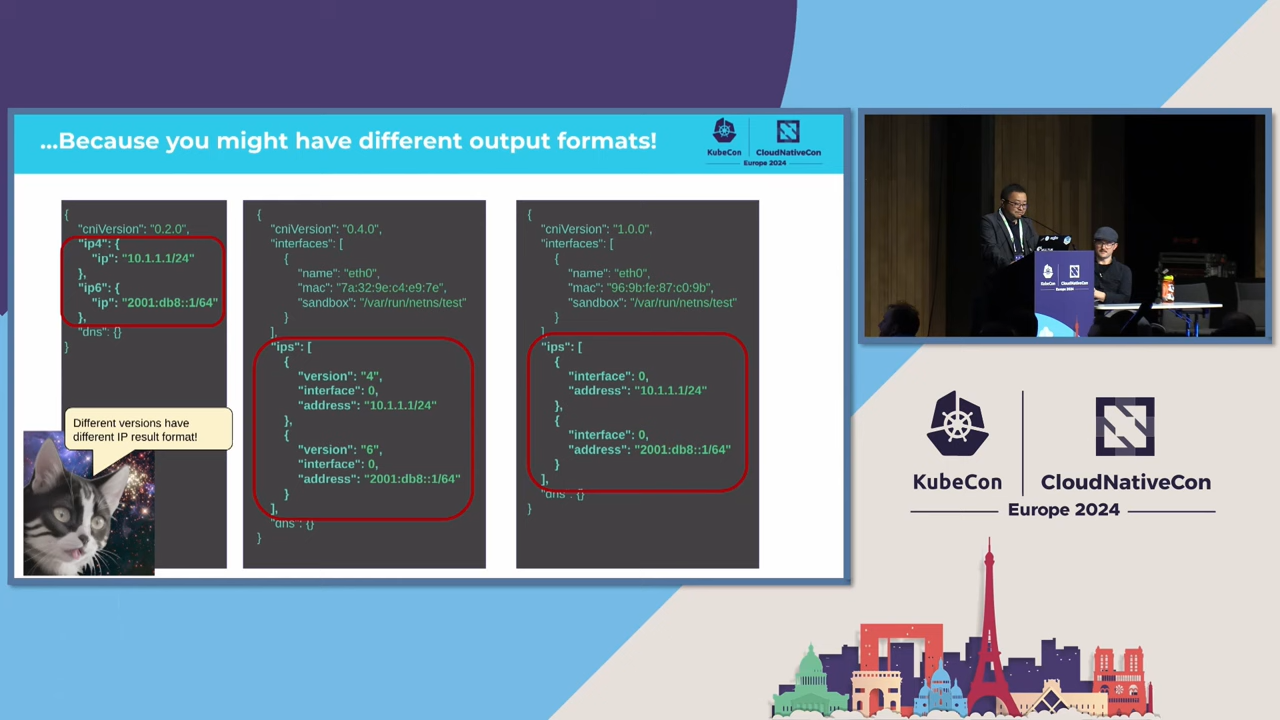 ...Because you might have different output formats!
KubeCon
CloudNativeCon
Europe 2024
{
"cniVersion": "0.2.0",
"ip4": {
"ip": "10.1.1.1/24"
},
"ip6": {
"ip": "2001:db8::1/64"
},
"dns": {}
}
Different versions have
different IP result format!
{
"cniVersion": "0.4.0",
"interfaces": [
{
"name": "eth0",
"mac": "7a:32:9e:c4:e9:7e",
"sandbox": "/var/run/netns/test"
}
],
"ips": [
{
"version": "4",
"interface": 0,
"address": "10.1.1.1/24"
},
{
"version": "6",
"interface": 0,
"address": "2001:db8::1/64"
}
],
"dns": {}
}
{
"cniVersion": "1.0.0",
"interfaces": [
{
"name": "eth0",
"mac": "96:9b:fe:87:c0:9b",
"sandbox": "/var/run/netns/test"
}
],
"ips": [
{
"interface": 0,
"address": "10.1.1.1/24"
},
{
"interface": 0,
"address": "2001:db8::1/64"
}
],
"dns": {}
}
KubeCon
CloudNativeCon
Europe 2024